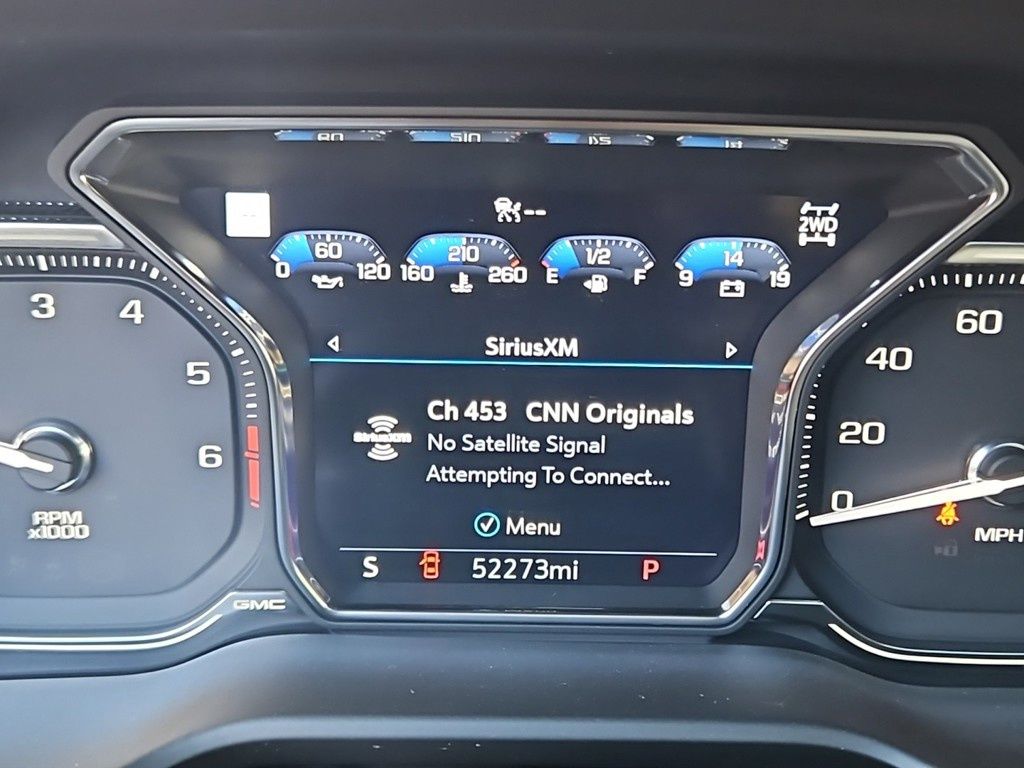 2WD
60
210
1/2
14
0
120
160
260
E
F
9
19
SiriusXM
Ch 453 CNN Originals
No Satellite Signal
SiriusXM
Attempting To Connect...
Menu
S
52273mi
P
3
4
5
6
RPM
x1000
GMC
60
40
20
0
MPH